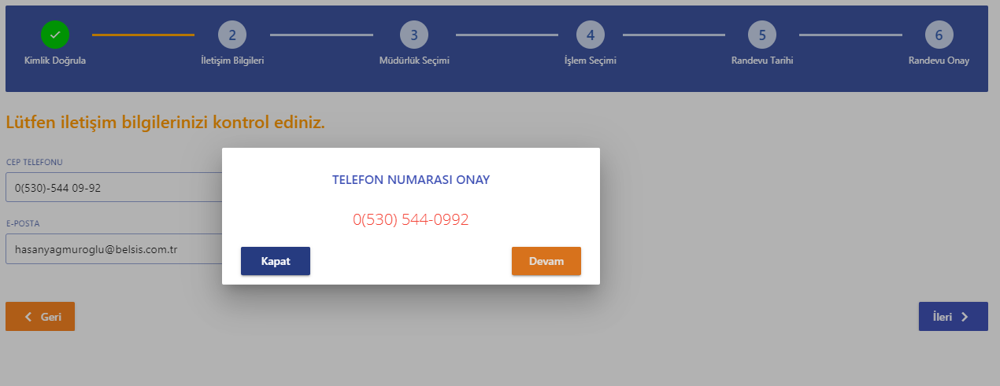 2 3 4 5 6
Kimlik Doğrula İletişim Bilgileri Müdürlük Seçimi İşlem Seçimi Randevu Tarihi Randevu Onay
Lütfen iletişim bilgilerinizi kontrol ediniz.
CEP TELEFONU
0(530)-544 09-92
E-POSTA
hasanyagmuroglu@belsis.com.tr
TELEFON NUMARASI ONAY
0(530) 544-0992
Kapat Devam
Geri İleri